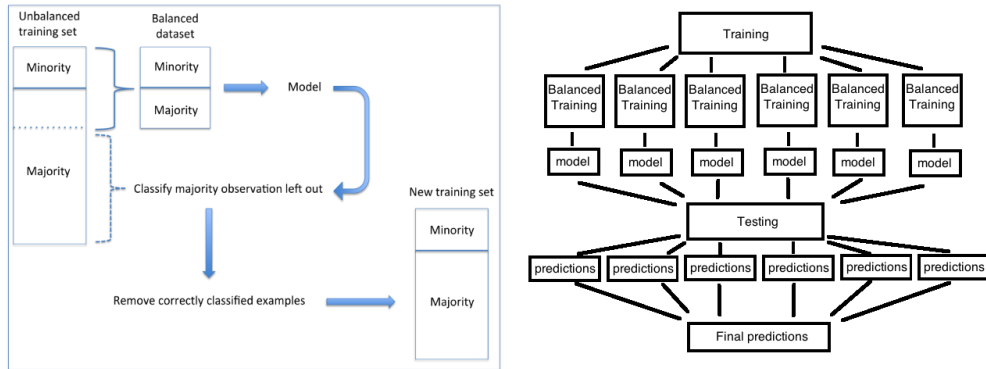 Unbalanced
training set
Balanced
dataset
Minority
Minority
Majority
Model
Majority
Classify majority observation left out
New training set
Minority
Remove correctly classified examples
Majority
Training
Balanced
Training
Balanced
Training
Balanced
Training
Balanced
Training
Balanced
Training
Balanced
Training
model
model
model
model
model
model
Testing
predictions
predictions
predictions
predictions
predictions
predictions
Final predictions